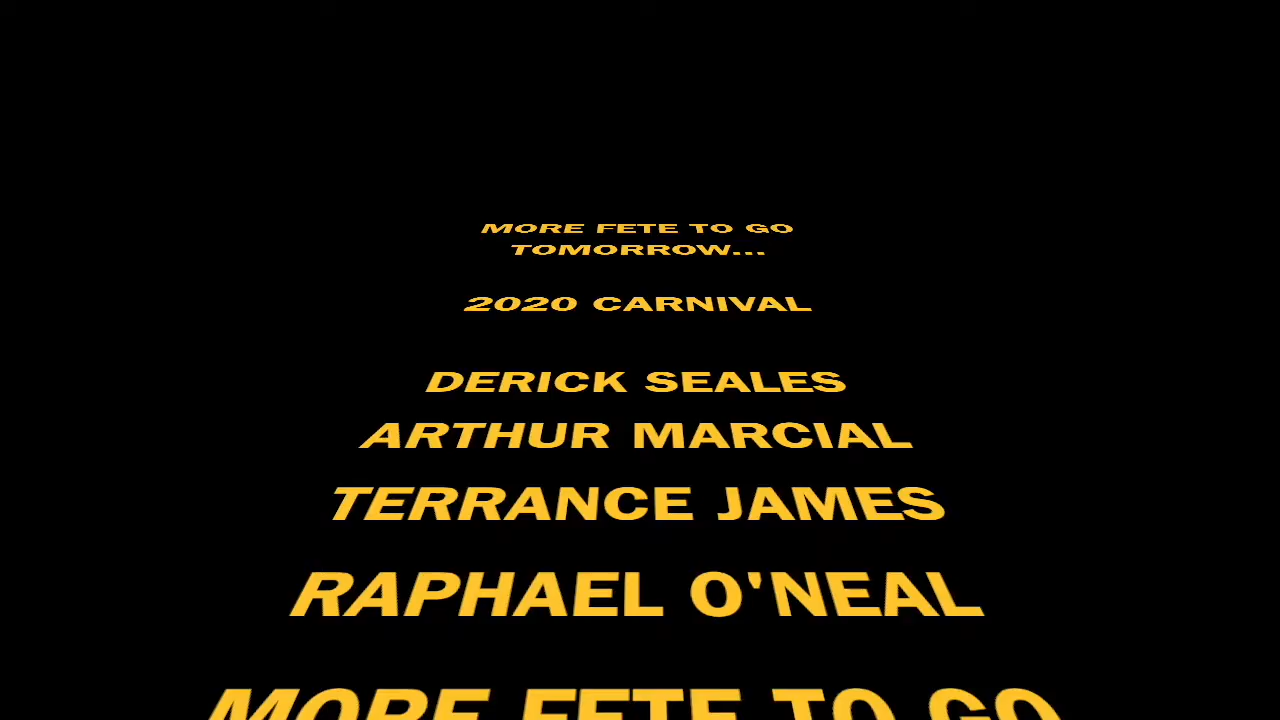 MORE FETE TO GO
TOMORROW...
2020 CARNIVAL
DERICK SEALES
ARTHUR MARCIAL
TERRANCE JAMES
RAPHAEL O'NEAL
MORE FETE TO GO